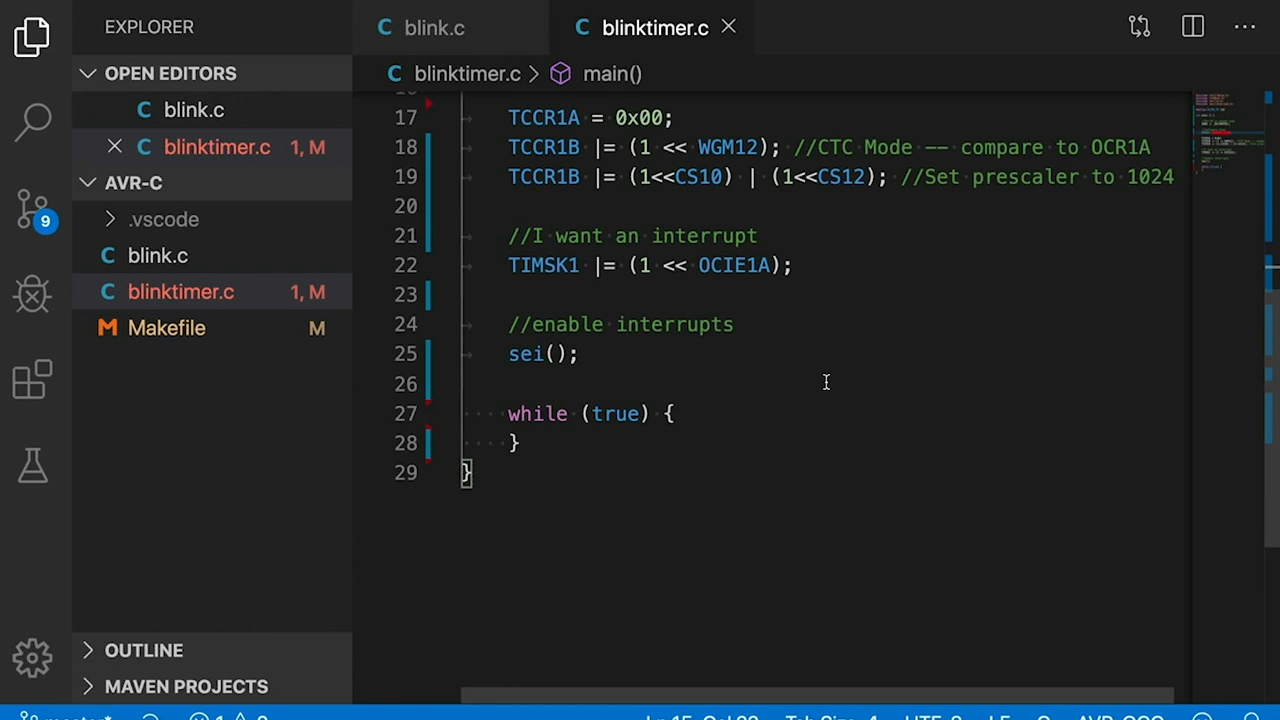 EXPLORER
OPEN EDITORS
C blink.c
C blinktimer.c 1, M
AVR-C
.vscode
C blink.c
C blinktimer.c 1, M
M Makefile M
9
OUTLINE
MAVEN PROJECTS
C blink.c
C blinktimer.c
C blinktimer.c > main()
17 TCCR1A = 0x00;
18 TCCR1B |= (1 << WGM12); //CTC Mode -- compare to OCR1A
19 TCCR1B |= (1<<CS10) | (1<<CS12); //Set prescaler to 1024
20
21 //I want an interrupt
22 TIMSK1 |= (1 << OCIE1A);
23
24 //enable interrupts
25 sei();
26
27 while (true) {
28 }
29 }